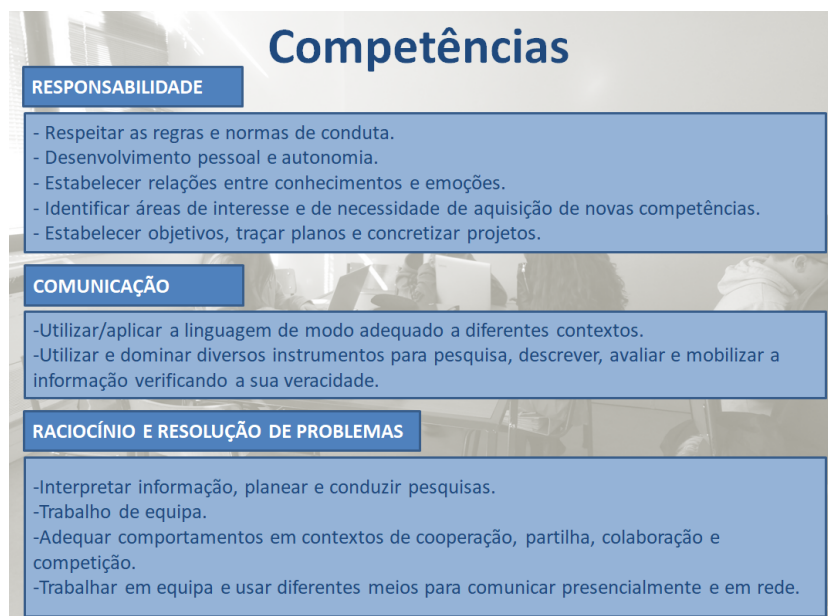 Competências
RESPONSABILIDADE
- Respeitar as regras e normas de conduta.
- Desenvolvimento pessoal e autonomia.
- Estabelecer relações entre conhecimentos e emoções.
- Identificar áreas de interesse e de necessidade de aquisição de novas competências.
- Estabelecer objetivos, traçar planos e concretizar projetos.
COMUNICAÇÃO
-Utilizar/aplicar a linguagem de modo adequado a diferentes contextos.
-Utilizar e dominar diversos instrumentos para pesquisa, descrever, avaliar e mobilizar a
informação verificando a sua veracidade.
RACIOCÍNIO E RESOLUÇÃO DE PROBLEMAS
-Interpretar informação, planear e conduzir pesquisas.
-Trabalho de equipa.
-Adequar comportamentos em contextos de cooperação, partilha, colaboração e
competição.
-Trabalhar em equipa e usar diferentes meios para comunicar presencialmente e em rede.